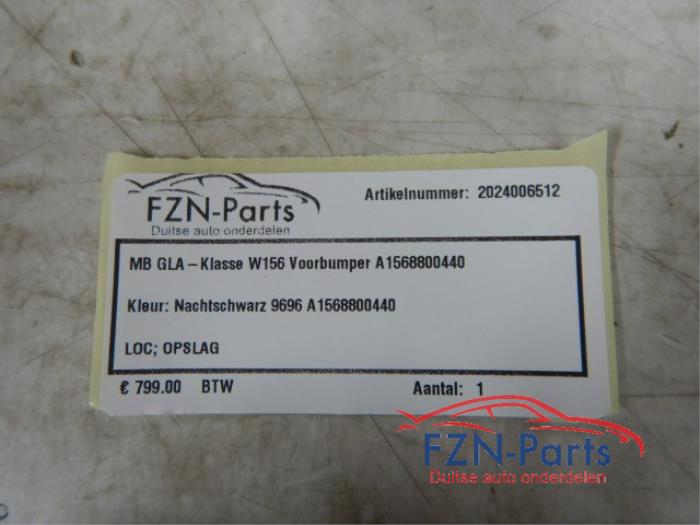 FZN-Parts
Duitse auto onderdelen
Artikelnummer: 2024006512
MB GLA – Klasse W156 Voorbumper A1568800440
Kleur: Nachtschwarz 9696 A1568800440
LOC; OPSLAG
€ 799.00 BTW Aantal: 1
FZN-Parts
Duitse auto onderdelen